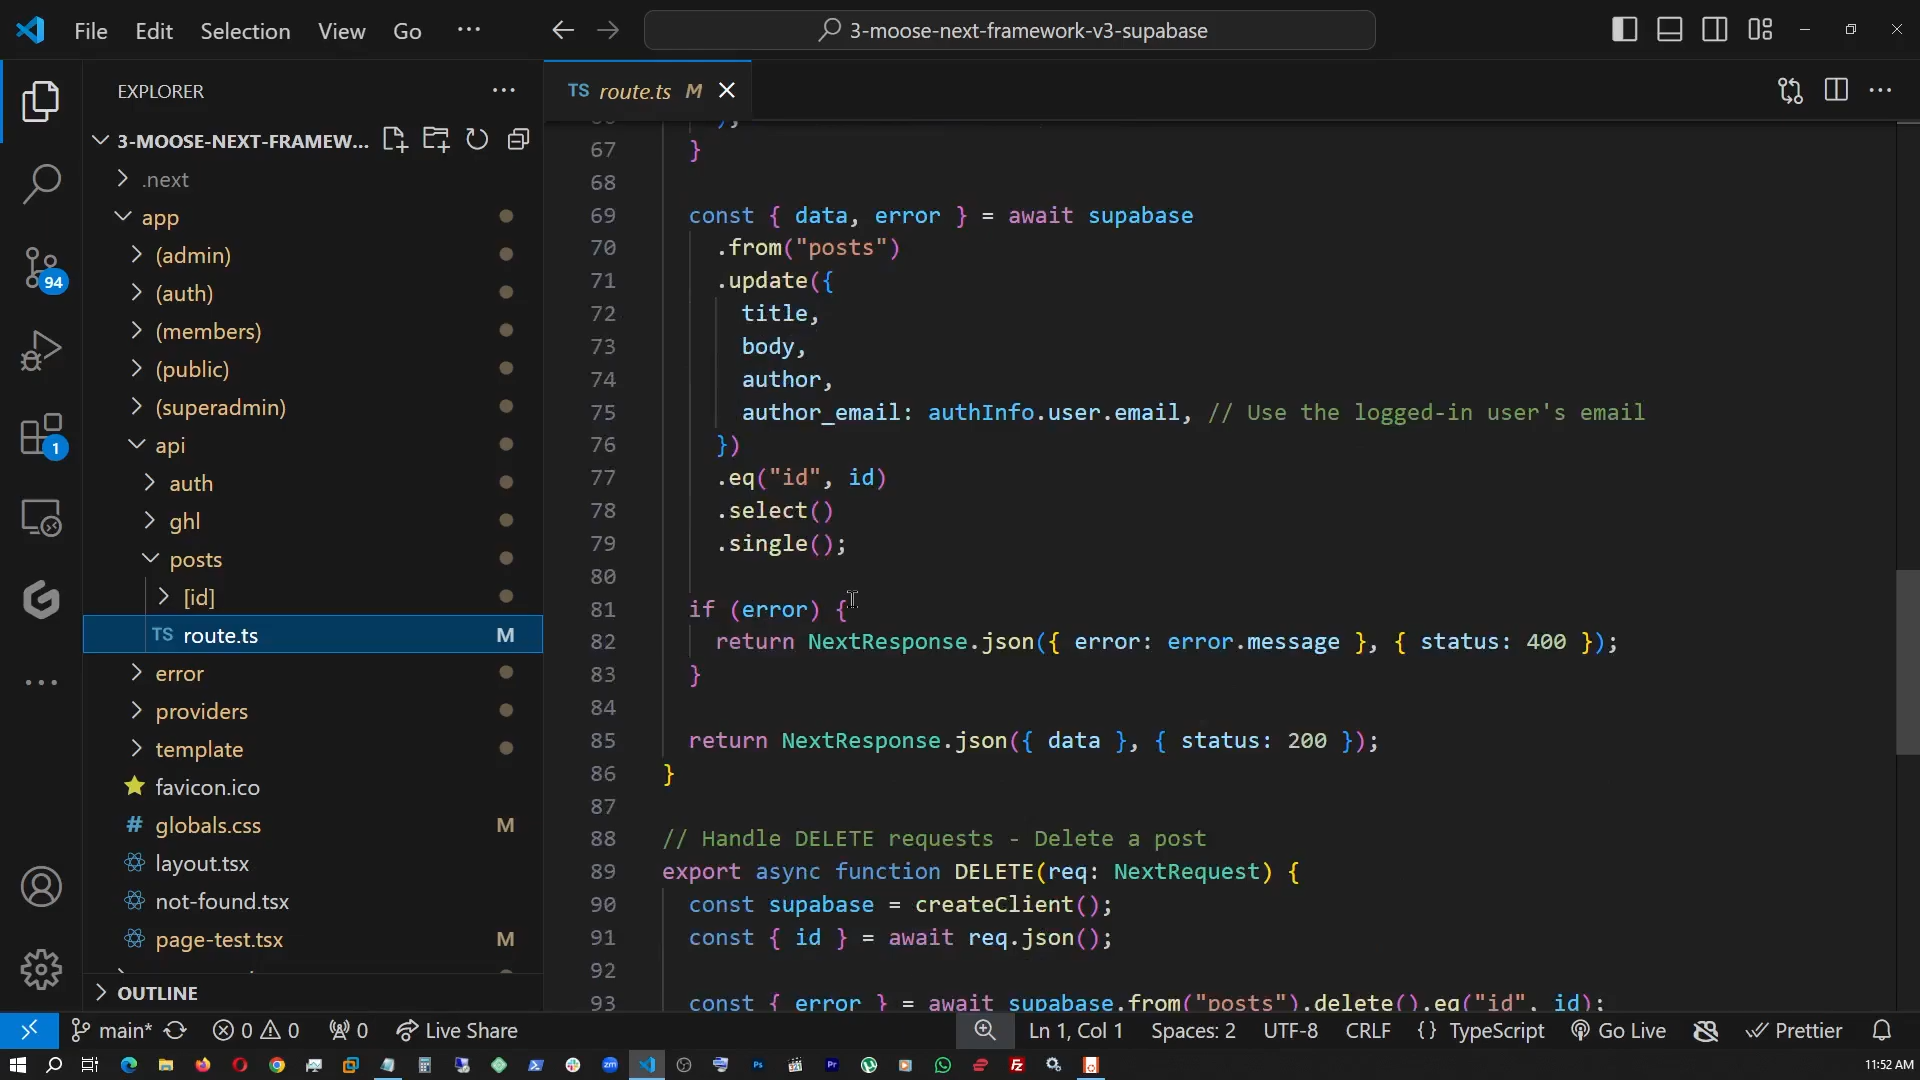 File Edit Selection View Go ···
3-moose-next-framework-v3-supabase
EXPLORER
TS route.ts M
3-MOOSE-NEXT-FRAMEW...
.next
app
(admin)
(auth)
(members)
(public)
(superadmin)
api
auth
ghl
posts
[id]
TS route.ts M
error
providers
template
favicon.ico
# globals.css M
layout.tsx
not-found.tsx
page-test.tsx M
OUTLINE
94
1
67 }
68
69 const { data, error } = await supabase
70 .from("posts")
71 .update({
72 title,
73 body,
74 author,
75 author_email: authInfo.user.email, // Use the logged-in user's email
76 })
77 .eq("id", id)
78 .select()
79 .single();
80
81 if (error) {
82 return NextResponse.json({ error: error.message }, { status: 400 });
83 }
84
85 return NextResponse.json({ data }, { status: 200 });
86 }
87
88 // Handle DELETE requests - Delete a post
89 export async function DELETE(req: NextRequest) {
90 const supabase = createClient();
91 const { id } = await req.json();
92
93 const { error } = await supabase.from("posts").delete().eq("id", id);
main* 0 0 0 Live Share Ln 1, Col 1 Spaces: 2 UTF-8 CRLF {} TypeScript Go Live Prettier
zm Ps Pr Fz
11:52 AM